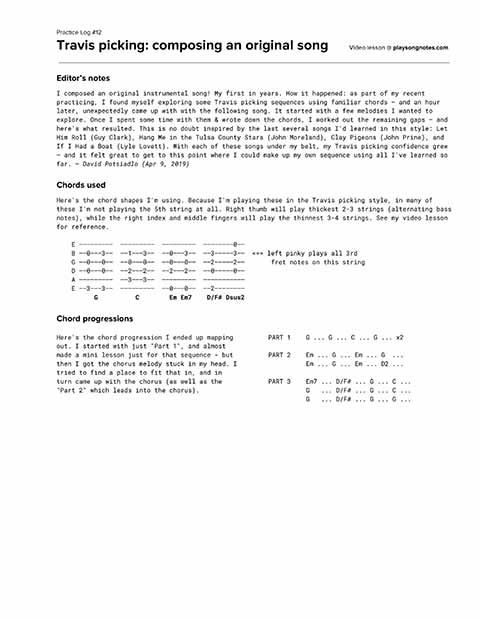 Practice Log #12
Travis picking: composing an original song
Video lesson @ playsongnotes.com
Editor's notes
I composed an original instrumental song! My first in years. How it happened: as part of my recent
practicing, I found myself exploring some Travis picking sequences using familiar chords – and an hour
later, unexpectedly came up with with the following song. It started with a few melodies I wanted to
explore. Once I spent some time with them & wrote down the chords, I worked out the remaining gaps – and
here's what resulted. This is no doubt inspired by the last several songs I'd learned in this style: Let
Him Roll (Guy Clark), Hang Me in the Tulsa County Stars (John Moreland), Clay Pigeons (John Prine), and
If I Had a Boat (Lyle Lovett). With each of these songs under my belt, my Travis picking confidence grew
– and it felt great to get to this point where I could make up my own sequence using all I've learned so
far. – David Potsiadlo (Apr 9, 2019)
Chords used
Here's the chord shapes I'm using. Because I'm playing these in the Travis picking style, in many of
these I'm not playing the 5th string at all. Right thumb will play thickest 2-3 strings (alternating bass
notes), while the right index and middle fingers will play the thinnest 3-4 strings. See my video lesson
for reference.
E --------- --------- --------- --------0--
B --0---3-- --1---3-- --0---3-- --3-----3-- <== left pinky plays all 3rd
G --0---0-- --0---0-- --0---0-- --2-----2-- fret notes on this string
D --0---0-- --2---2-- --2---2-- --0-----0--
A --------- --3---3-- --------- -----------
E --3---3-- --------- --0---0-- --2--------
G C Em Em7 D/F# Dsus2
Chord progressions
Here's the chord progression I ended up mapping
out. I started with just "Part 1", and almost
made a mini lesson just for that sequence – but
then I got the chorus melody stuck in my head. I
tried to find a place to fit that in, and in
turn came up with the chorus (as well as the
"Part 2" which leads into the chorus).
PART 1 G ... G ... C ... G ... x2
PART 2 Em ... G ... Em ... G ...
Em ... G ... Em ... D2 ...
PART 3 Em7 ... D/F# ... G ... C ...
G ... D/F# ... G ... C ...
G ... D/F# ... G ... G ...